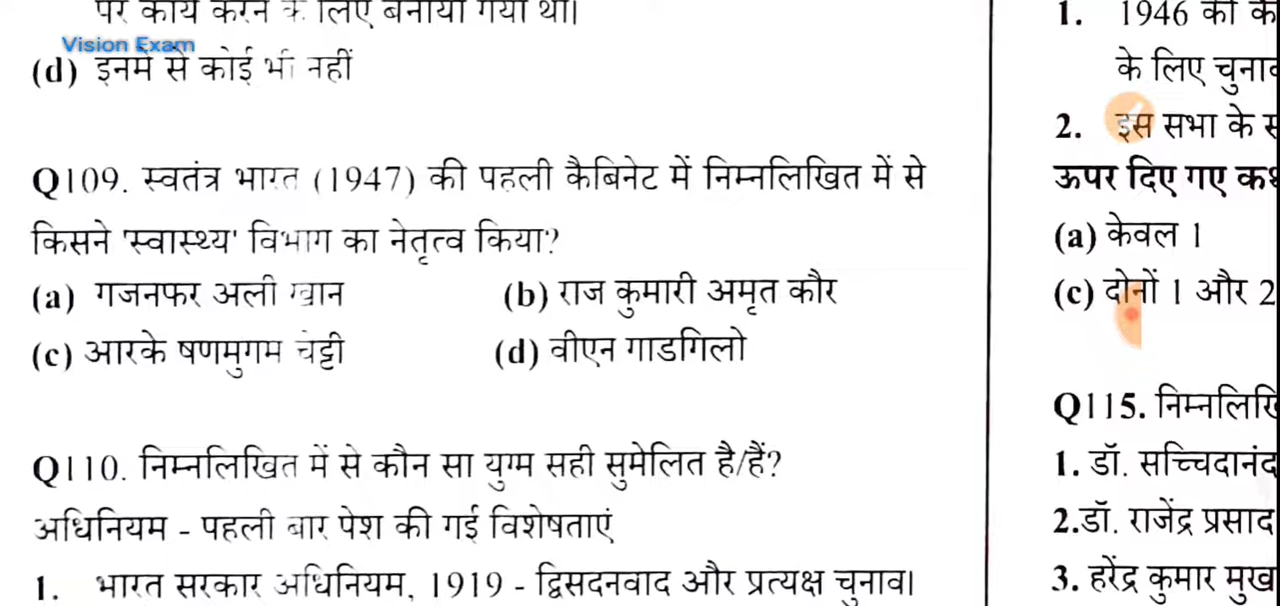 पर कार्य करने के लिए बनाया गया था।
Vision Exam
(d) इनमें से कोई भी नहीं
Q109. स्वतंत्र भारत (1947) की पहली कैबिनेट में निम्नलिखित में से
किसने 'स्वास्थ्य' विभाग का नेतृत्व किया?
(a) गजनफर अली खान (b) राज कुमारी अमृत कौर
(c) आरके षणमुगम चेट्टी (d) वीएन गाडगिलो
Q110. निम्नलिखित में से कौन सा युग्म सही सुमेलित है/हैं?
अधिनियम - पहली बार पेश की गई विशेषताएं
1. भारत सरकार अधिनियम, 1919 - द्विसदनवाद और प्रत्यक्ष चुनाव।
1. 1946 की
के लिए चुनाव
2. इस सभा के
ऊपर दिए गए
(a) केवल 1
(c) दोनों 1 और 2
Q115.
1. डॉ. सच्चिदानंद
2.डॉ. राजेंद्र प्रसाद
3. हरेंद्र कुमार